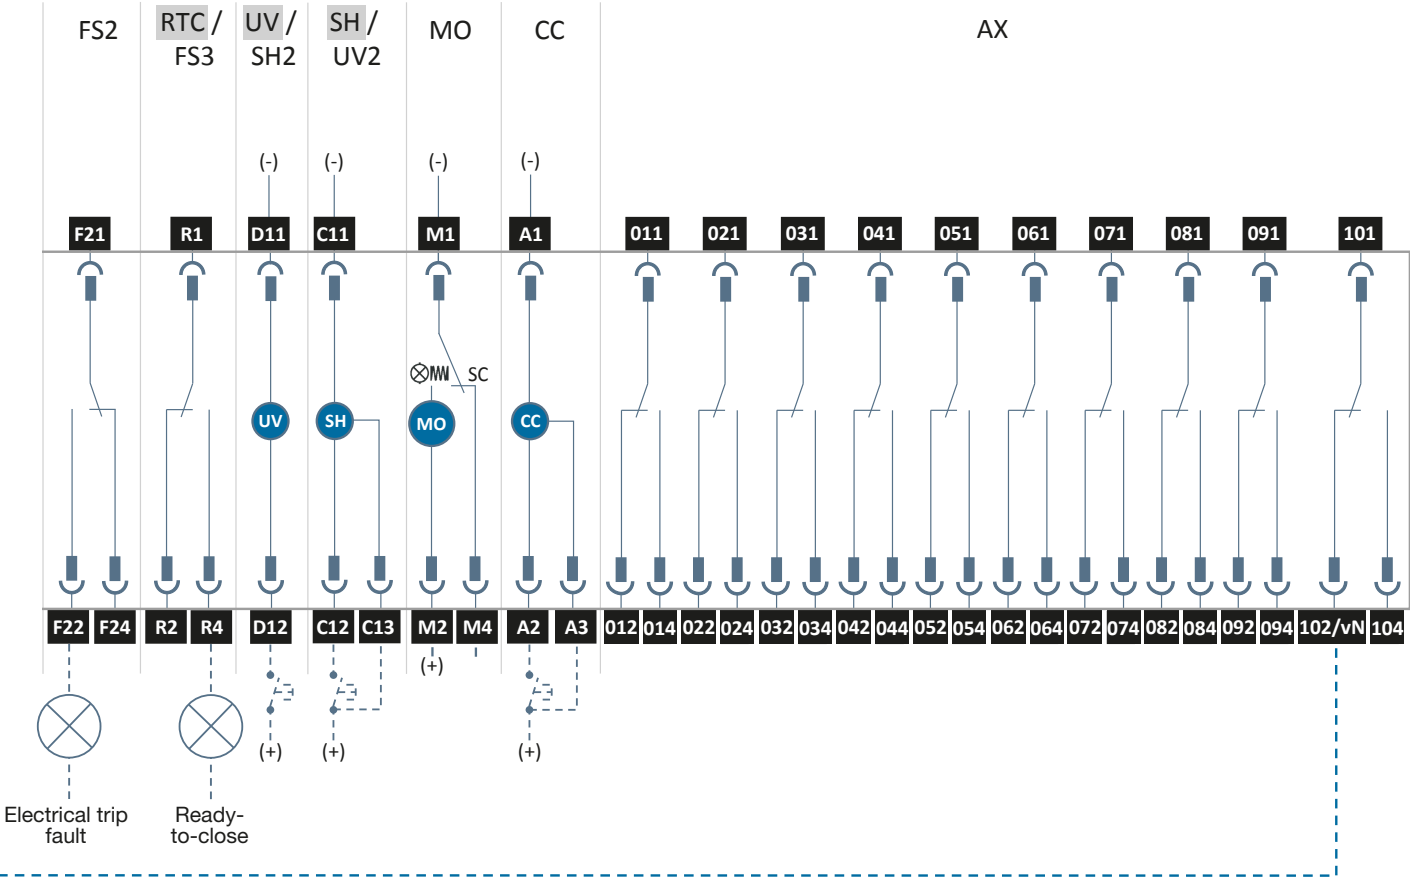 FS2
RTC /
FS3
UV /
SH2
SH /
UV2
MO
CC
AX
(-)
(-)
(-)
(-)
F21
R1
D11
C11
M1
A1
011
021
031
041
051
061
071
081
091
101
SC
UV
SH
MO
CC
F22
F24
R2
R4
D12
C12
C13
M2
M4
A2
A3
012
014
022
024
032
034
042
044
052
054
062
064
072
074
082
084
092
094
102/vN
104
(+)
(+)
(+)
(+)
Electrical trip
fault
Ready-
to-close